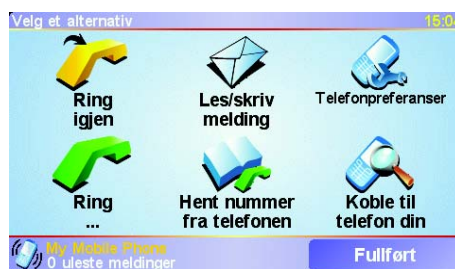 Velg et alternativ
15:04
Ring
igjen
Les/skriv
melding
Telefonpreferanser
Ring
...
Hent nummer
fra telefonen
Koble til
telefon din
My Mobile Phone
0 uleste meldinger
Fullført